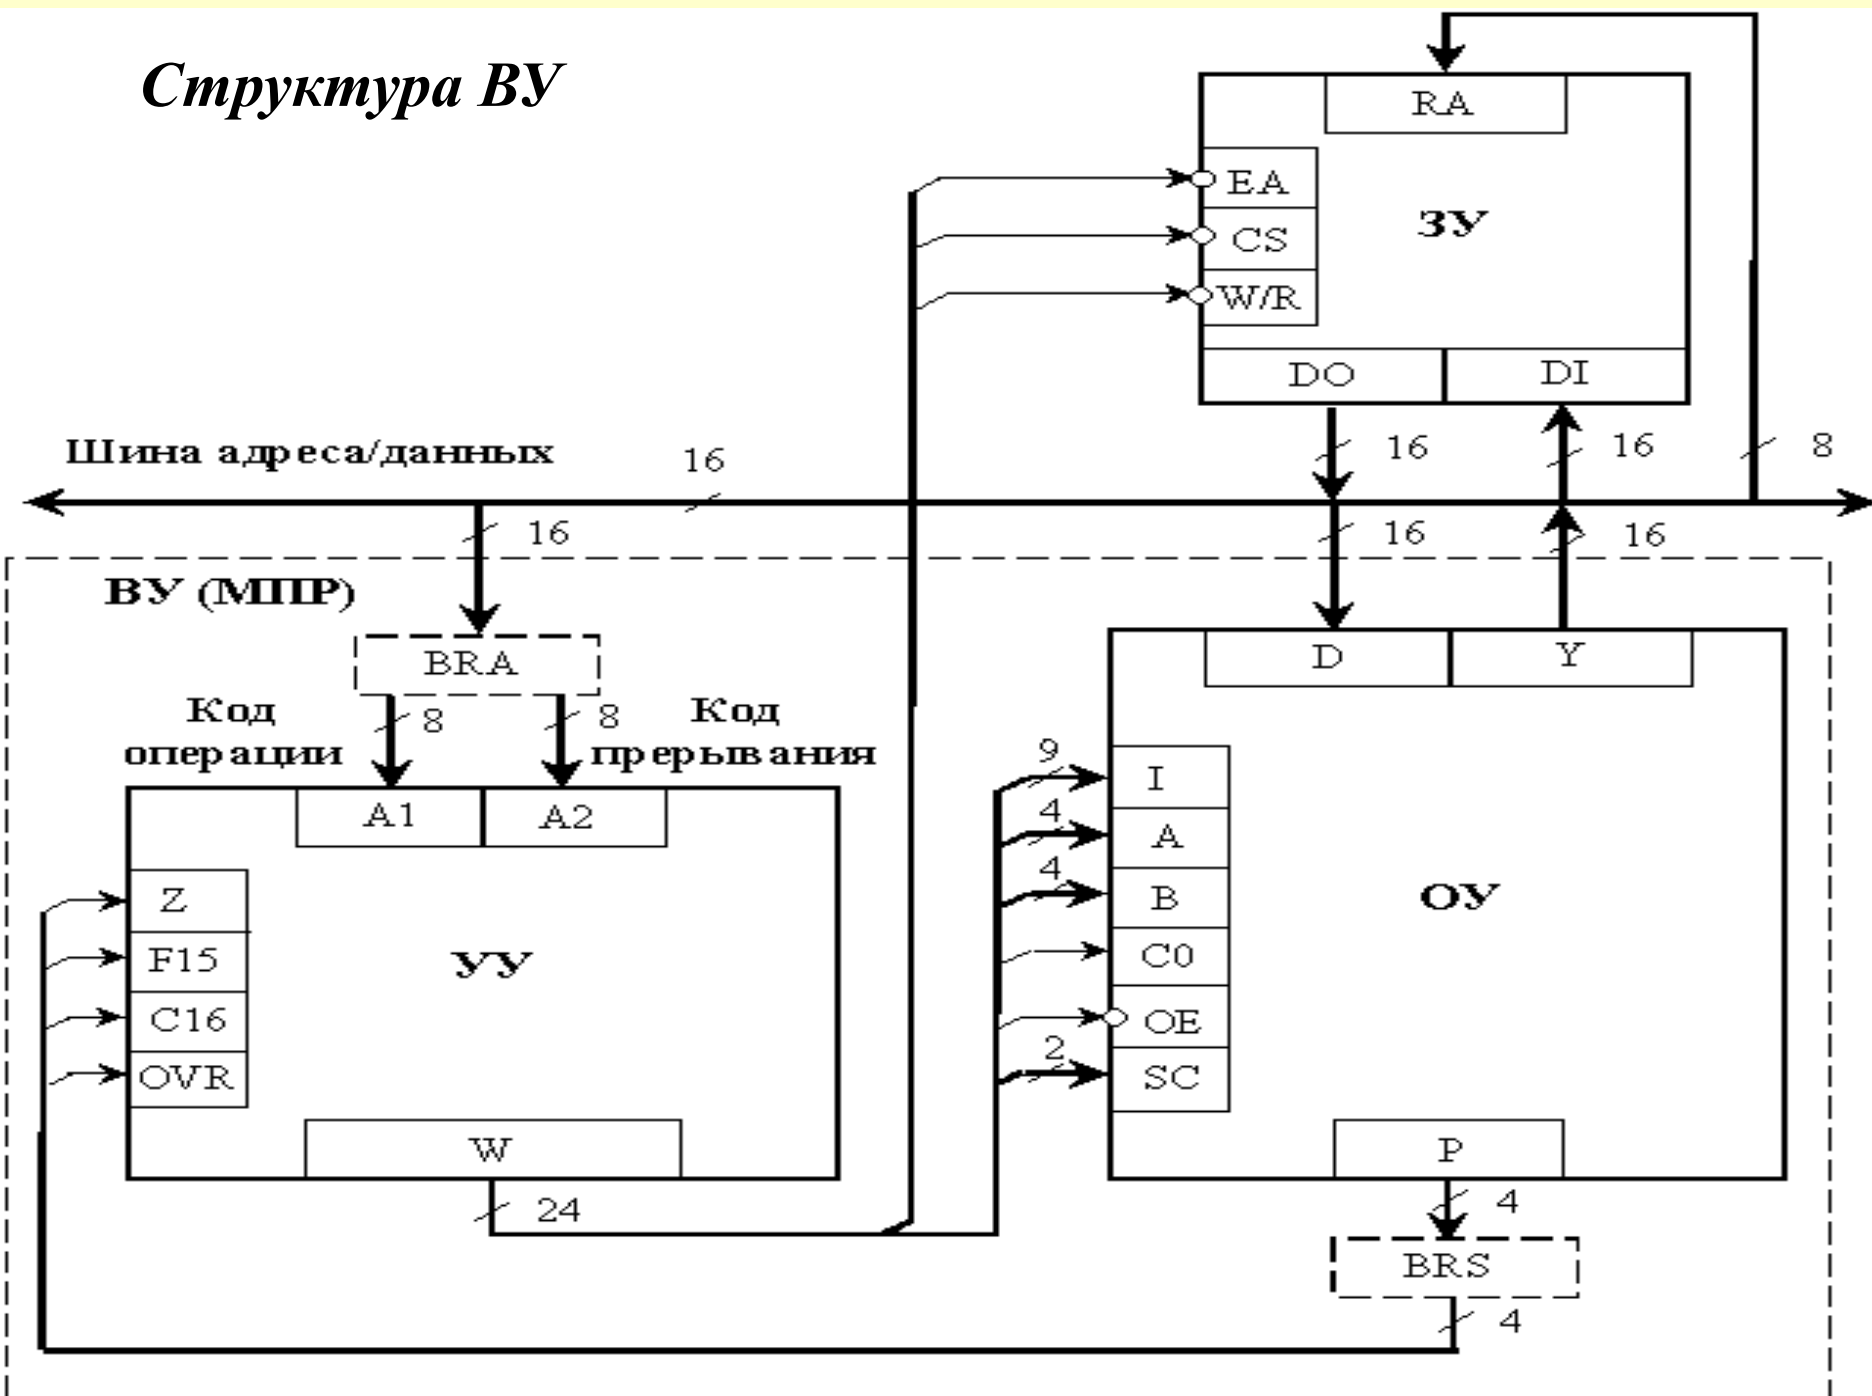 Структура ВУ
RA
EA
CS
W/R
ЗУ
DO
DI
Шина адреса/данных
16
16
16
8
16
16
16
ВУ (МПР)
BRA
D
Y
Код операции
8
8
Код прерывания
A1
A2
Z
F15
C16
OVR
УУ
W
24
9
4
4
2
I
A
B
C0
OE
SC
ОУ
P
4
BRS
4